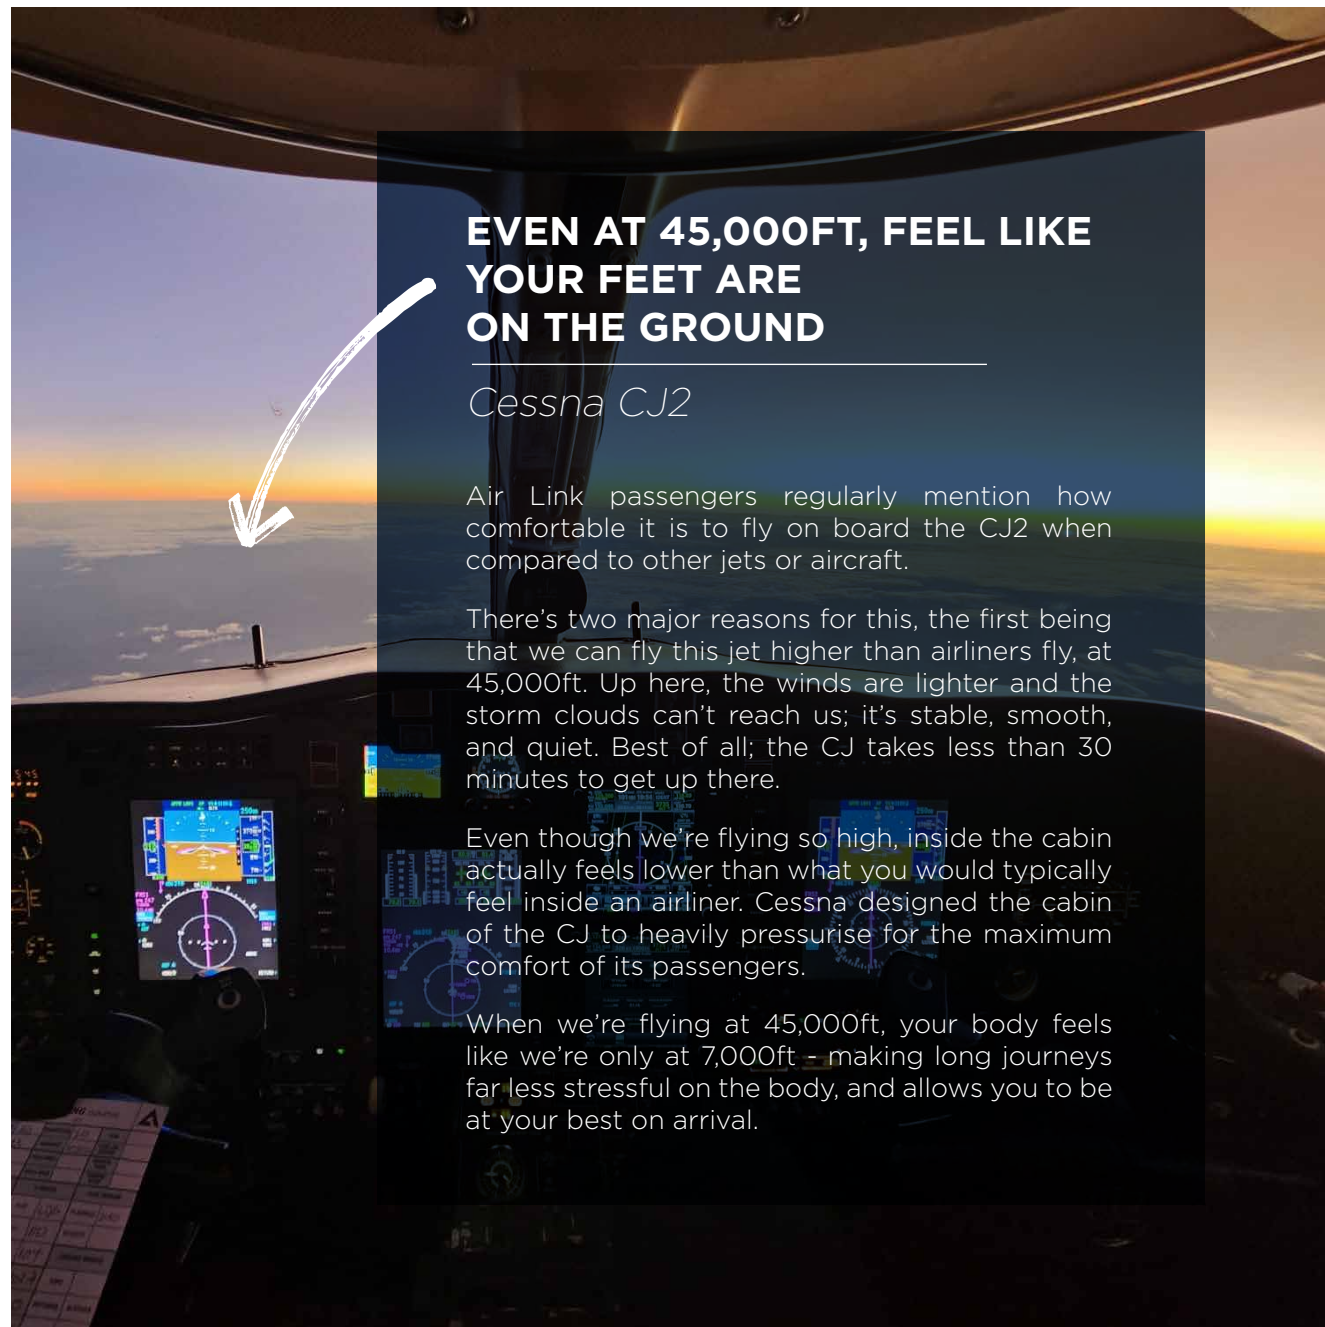 EVEN AT 45,000FT, FEEL LIKE
YOUR FEET ARE
ON THE GROUND
Cessna CJ2
Air Link passengers regularly mention how
comfortable it is to fly on board the CJ2 when
compared to other jets or aircraft.
There’s two major reasons for this, the first being
that we can fly this jet higher than airliners fly, at
45,000ft. Up here, the winds are lighter and the
storm clouds can’t reach us; it’s stable, smooth,
and quiet. Best of all; the CJ takes less than 30
minutes to get up there.
Even though we’re flying so high, inside the cabin
actually feels lower than what you would typically
feel inside an airliner. Cessna designed the cabin
of the CJ to heavily pressurise for the maximum
comfort of its passengers.
When we’re flying at 45,000ft, your body feels
like we’re only at 7,000ft - making long journeys
far less stressful on the body, and allows you to be
at your best on arrival.